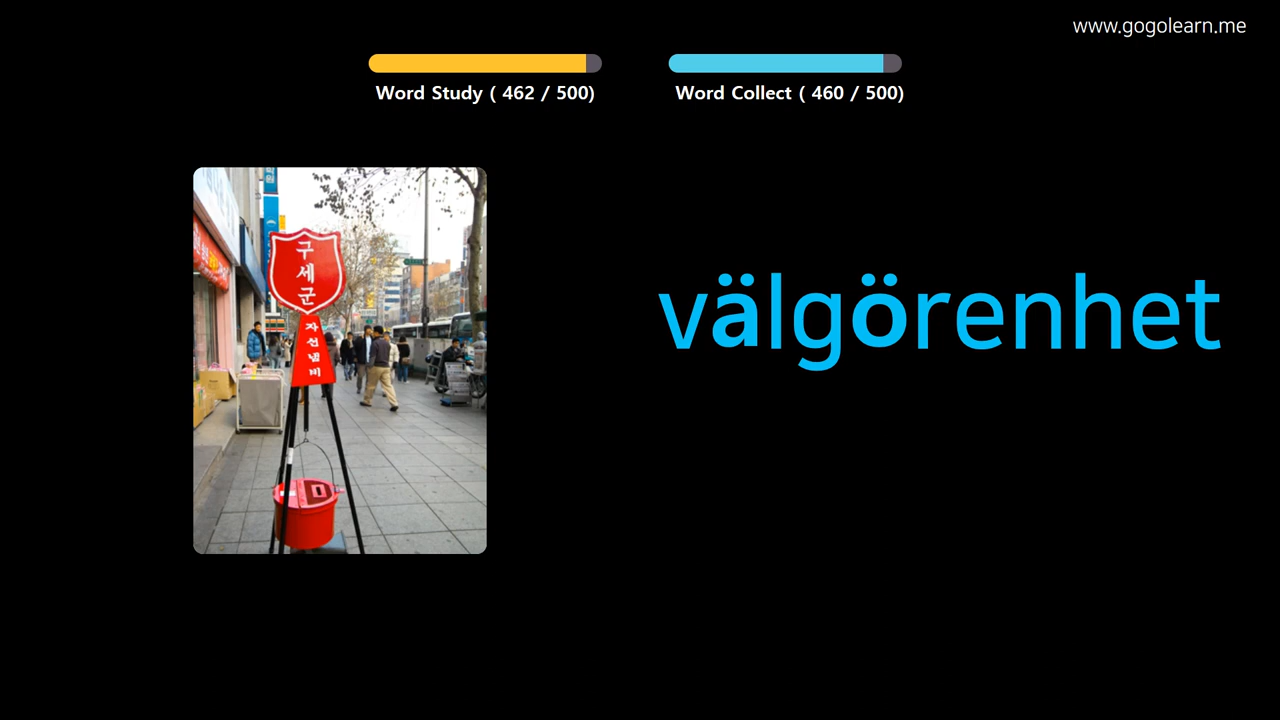 www.gogolearn.me
Word Study ( 462 / 500)
Word Collect ( 460 / 500)
välgörenhet
구
세
군
자
선
냄
비